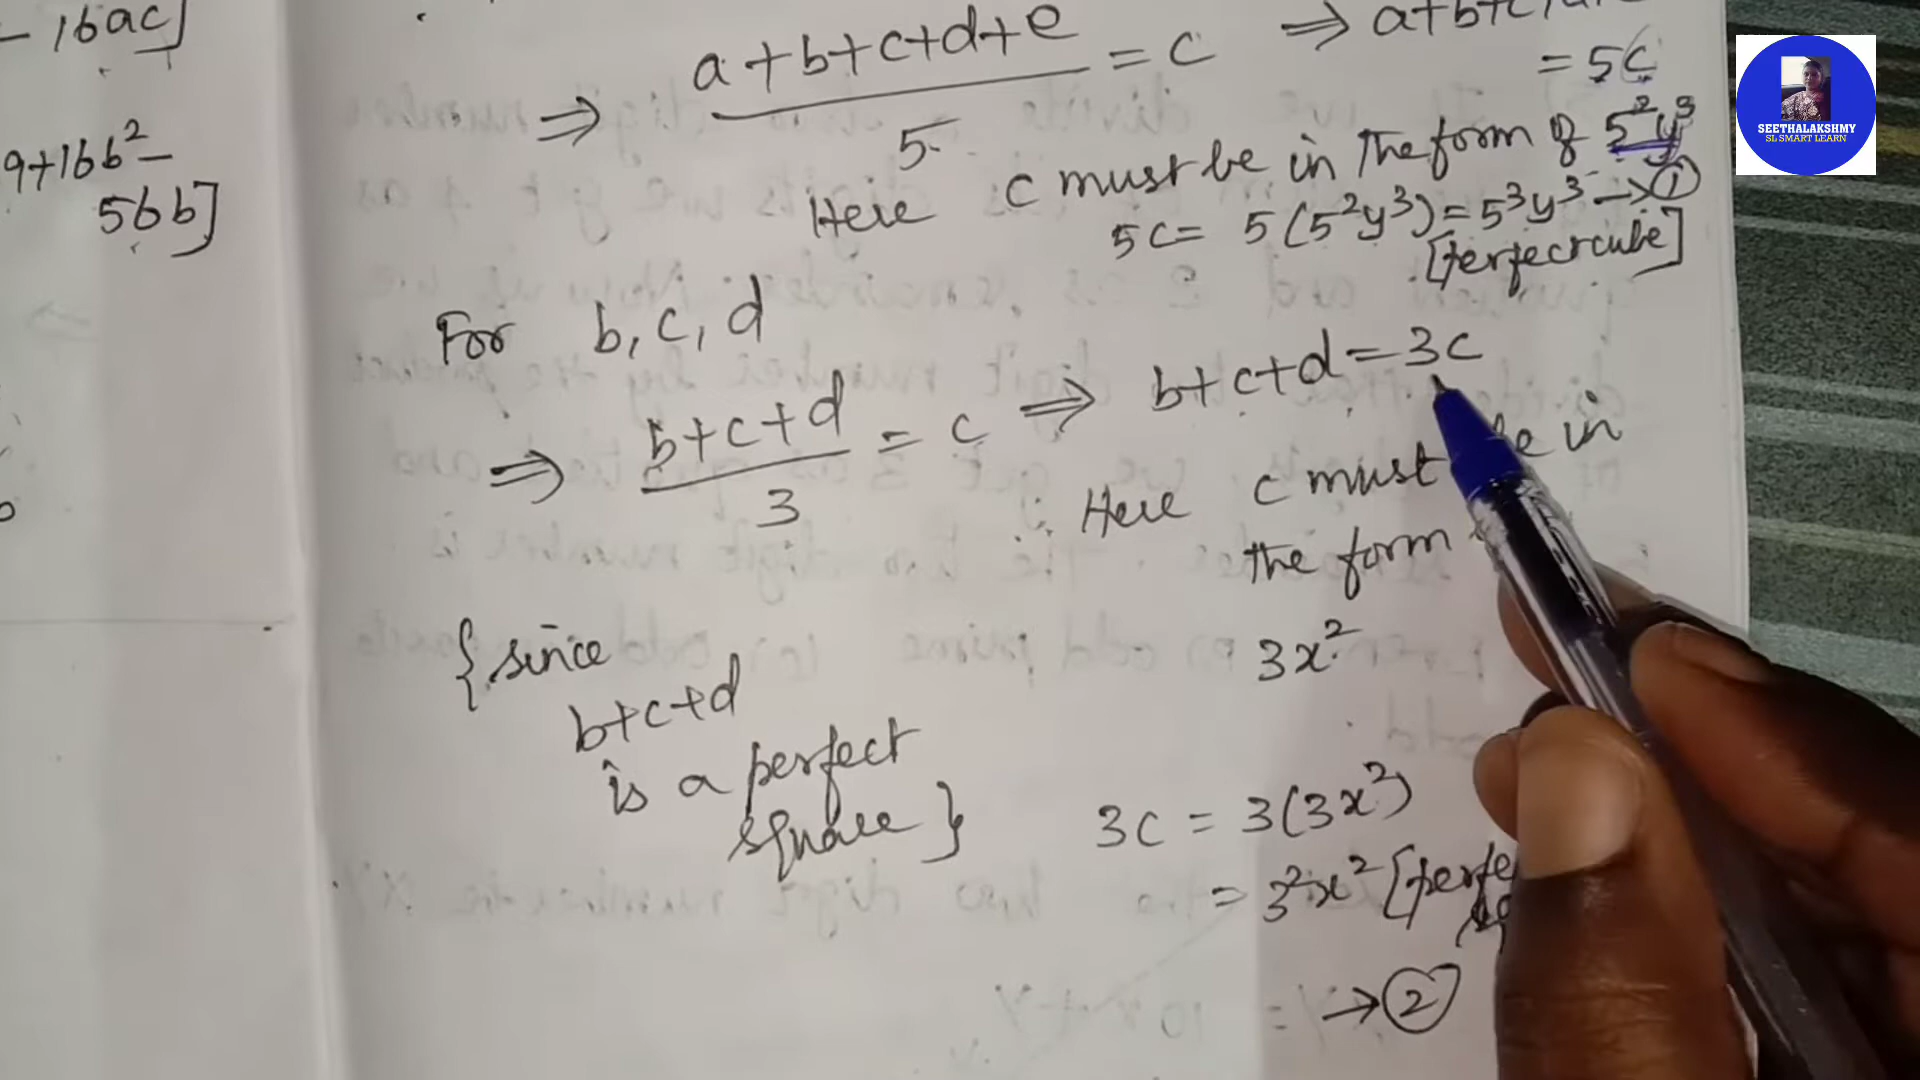 - 16ac]
9+16b²-
56b]
⇒ a+b+c+d+e / 5 = c ⇒ a+b+c
= 5c
Here c must be in the form of 5²y³
5c = 5(5²y³) = 5³y³ → ①
[perfect cube]
For b, c, d
⇒ b+c+d / 3 = c ⇒ b+c+d = 3c
Here c must be in
the form
3x²
{since
b+c+d
is a perfect
square}
3c = 3(3x²)
= 3²x² [perfe
→ ②
SEETHALAKSHMY
SL SMART LEARN